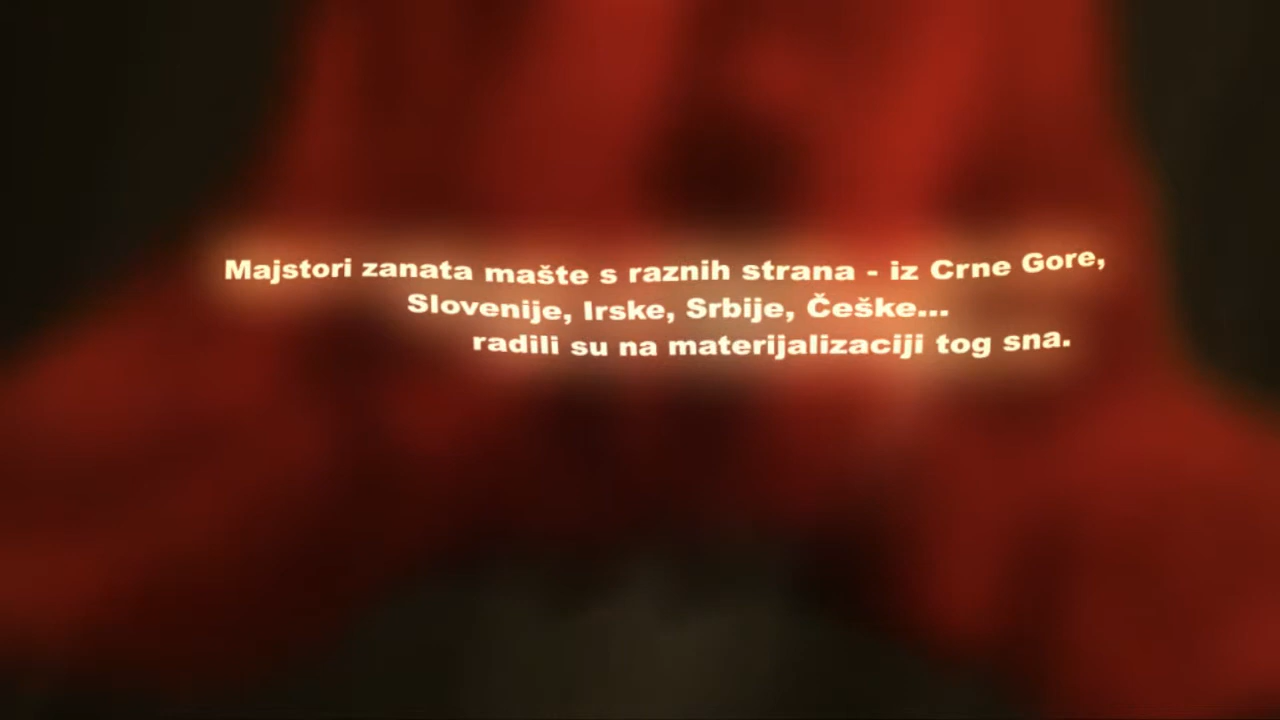 Majstori zanata mašte s raznih strana - iz Crne Gore,
Slovenije, Irske, Srbije, Češke...
radili su na materijalizaciji tog sna.